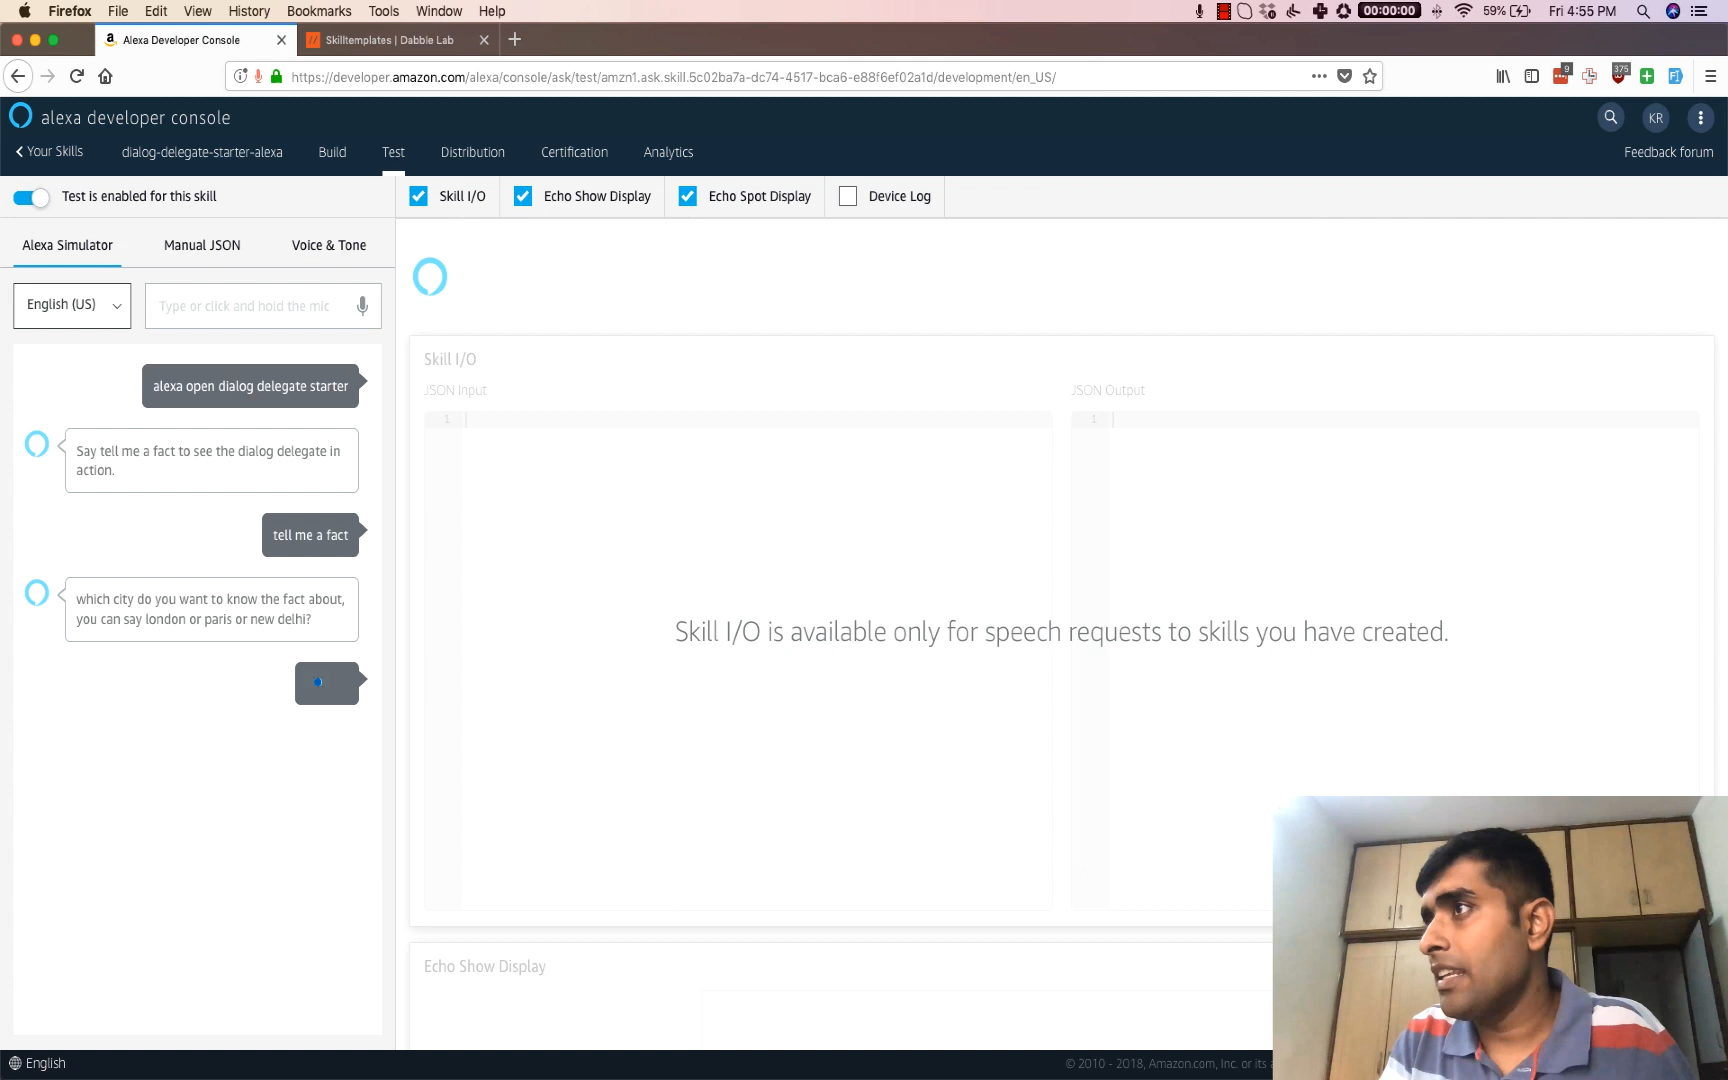 Firefox File Edit View History Bookmarks Tools Window Help 00:00:00 59% Fri 4:55 PM
Alexa Developer Console Skilltemplates | Dabble Lab
https://developer.amazon.com/alexa/console/ask/test/amzn1.ask.skill.5c02ba7a-dc74-4517-bca6-e88f6ef02a1d/development/en_US/ 9 375
alexa developer console KR
Your Skills dialog-delegate-starter-alexa Build Test Distribution Certification Analytics Feedback forum
Test is enabled for this skill Skill I/O Echo Show Display Echo Spot Display Device Log
Alexa Simulator Manual JSON Voice & Tone
English (US) Type or click and hold the mic
alexa open dialog delegate starter
Say tell me a fact to see the dialog delegate in
action.
tell me a fact
which city do you want to know the fact about,
you can say london or paris or new delhi?
Skill I/O
JSON Input JSON Output
1 1
Skill I/O is available only for speech requests to skills you have created.
Echo Show Display
English © 2010 - 2018, Amazon.com, Inc. or its